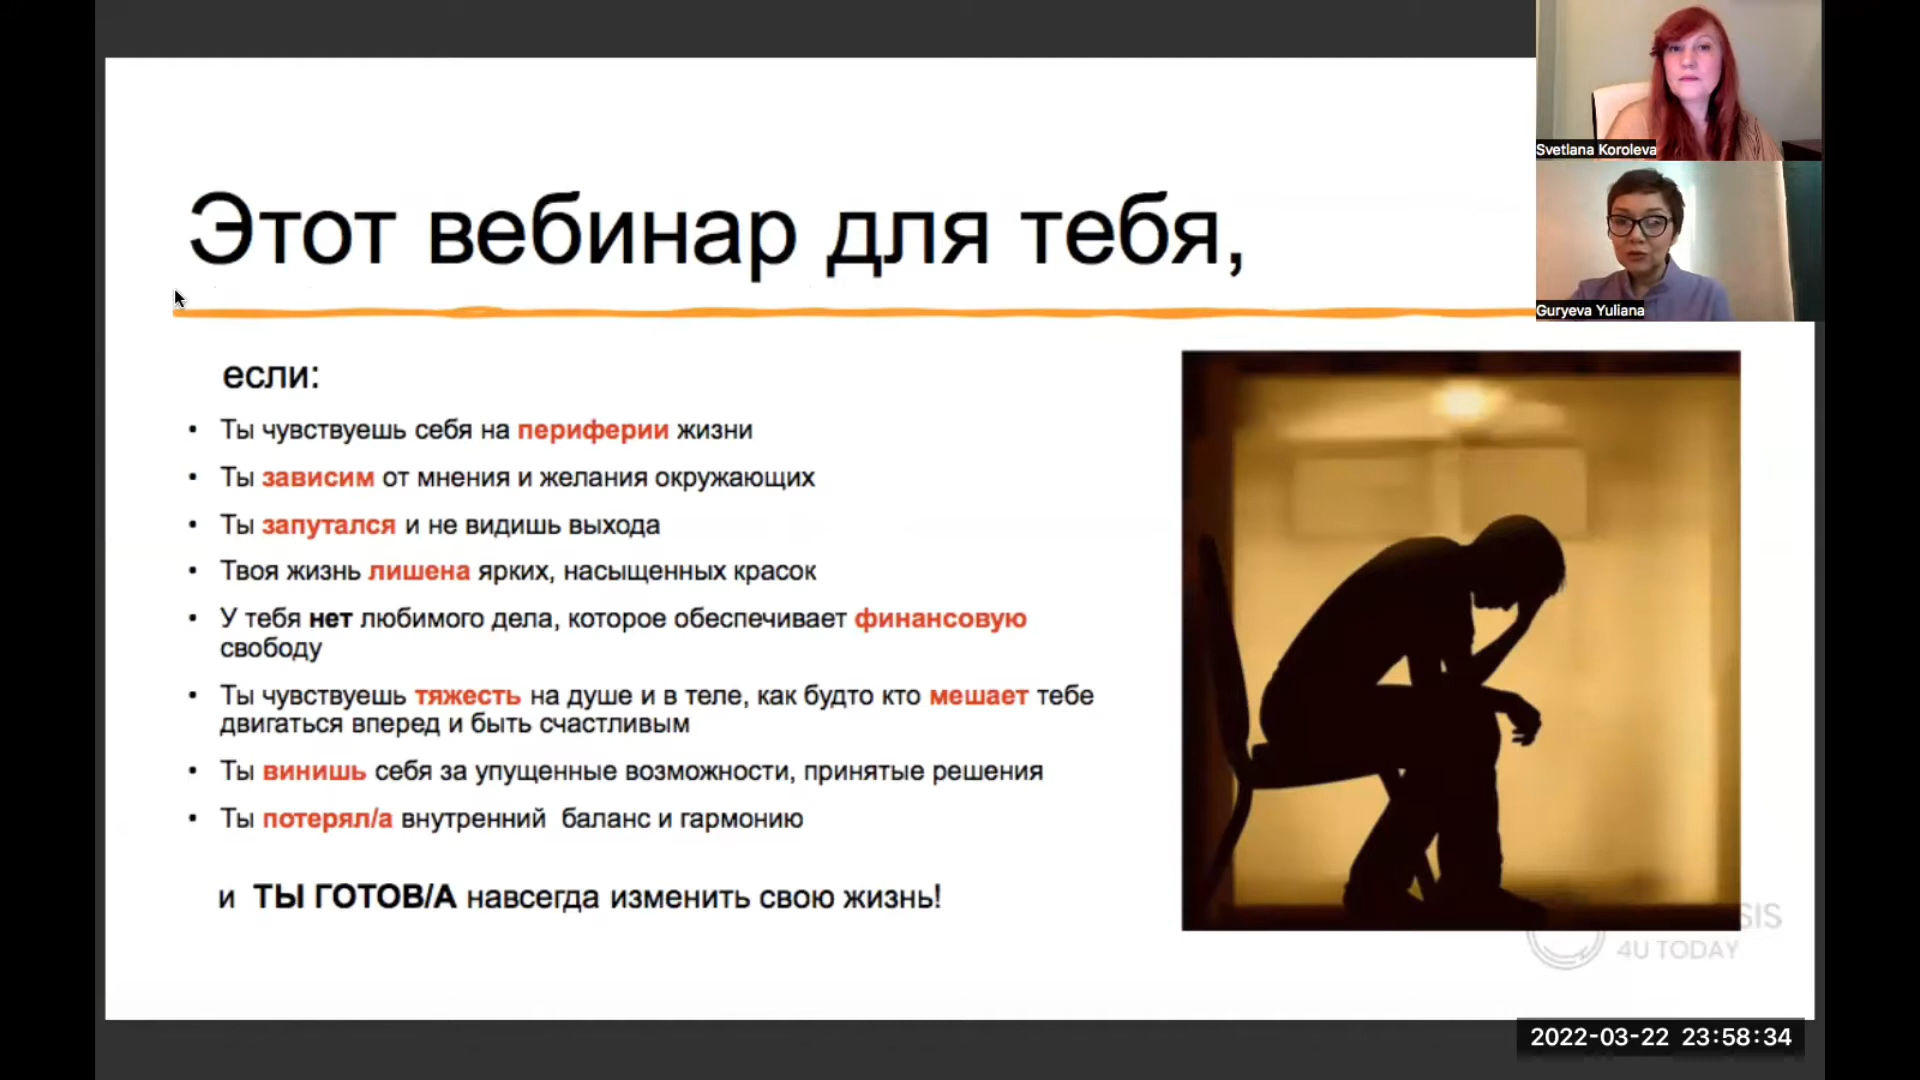 Svetlana Koroleva
Guryeva Yuliana
Этот вебинар для тебя,
если:
• Ты чувствуешь себя на периферии жизни
• Ты зависим от мнения и желания окружающих
• Ты запутался и не видишь выхода
• Твоя жизнь лишена ярких, насыщенных красок
• У тебя нет любимого дела, которое обеспечивает финансовую
свободу
• Ты чувствуешь тяжесть на душе и в теле, как будто кто мешает тебе
двигаться вперед и быть счастливым
• Ты винишь себя за упущенные возможности, принятые решения
• Ты потерял/а внутренний  баланс и гармонию
и  ТЫ ГОТОВ/А навсегда изменить свою жизнь!
4U TODAY
2022-03-22 23:58:34